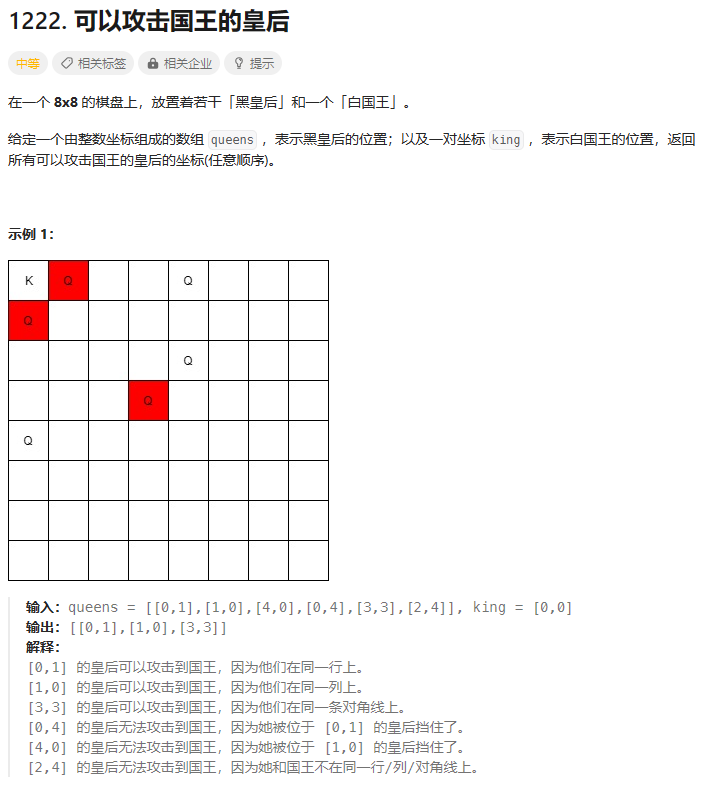 1222. 可以攻击国王的皇后
中等 相关标签 相关企业 提示
在一个 8x8 的棋盘上，放置着若干「黑皇后」和一个「白国王」。
给定一个由整数坐标组成的数组 queens ，表示黑皇后的位置；以及一对坐标 king ，表示白国王的位置，返回
所有可以攻击国王的皇后的坐标(任意顺序)。
示例 1：
K Q Q
Q
Q
Q
Q
输入：queens = [[0,1],[1,0],[4,0],[0,4],[3,3],[2,4]], king = [0,0]
输出：[[0,1],[1,0],[3,3]]
解释：
[0,1] 的皇后可以攻击到国王，因为他们在同一行上。
[1,0] 的皇后可以攻击到国王，因为他们在同一列上。
[3,3] 的皇后可以攻击到国王，因为他们在同一条对角线上。
[0,4] 的皇后无法攻击到国王，因为她被位于 [0,1] 的皇后挡住了。
[4,0] 的皇后无法攻击到国王，因为她被位于 [1,0] 的皇后挡住了。
[2,4] 的皇后无法攻击到国王，因为她和国王不在同一行/列/对角线上。